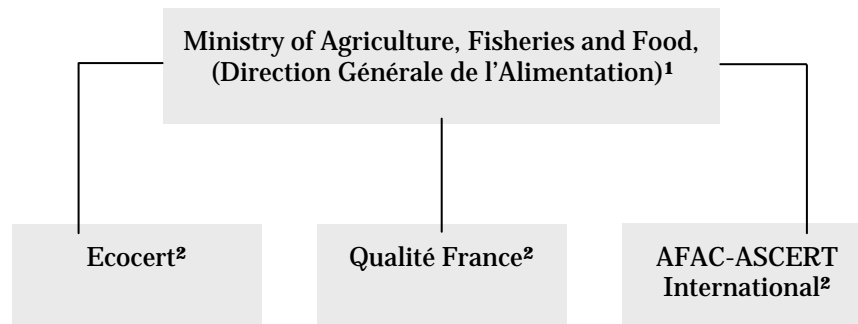 Ministry of Agriculture, Fisheries and Food,
(Direction Générale de l’Alimentation)¹
Ecocert²
Qualité France²
AFAC-ASCERT
International²